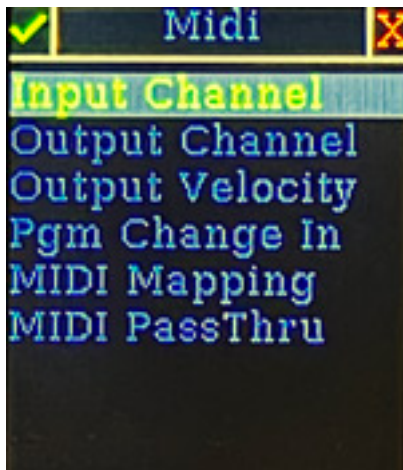 Midi
Input Channel
Output Channel
Output Velocity
Pgm Change In
MIDI Mapping
MIDI PassThru